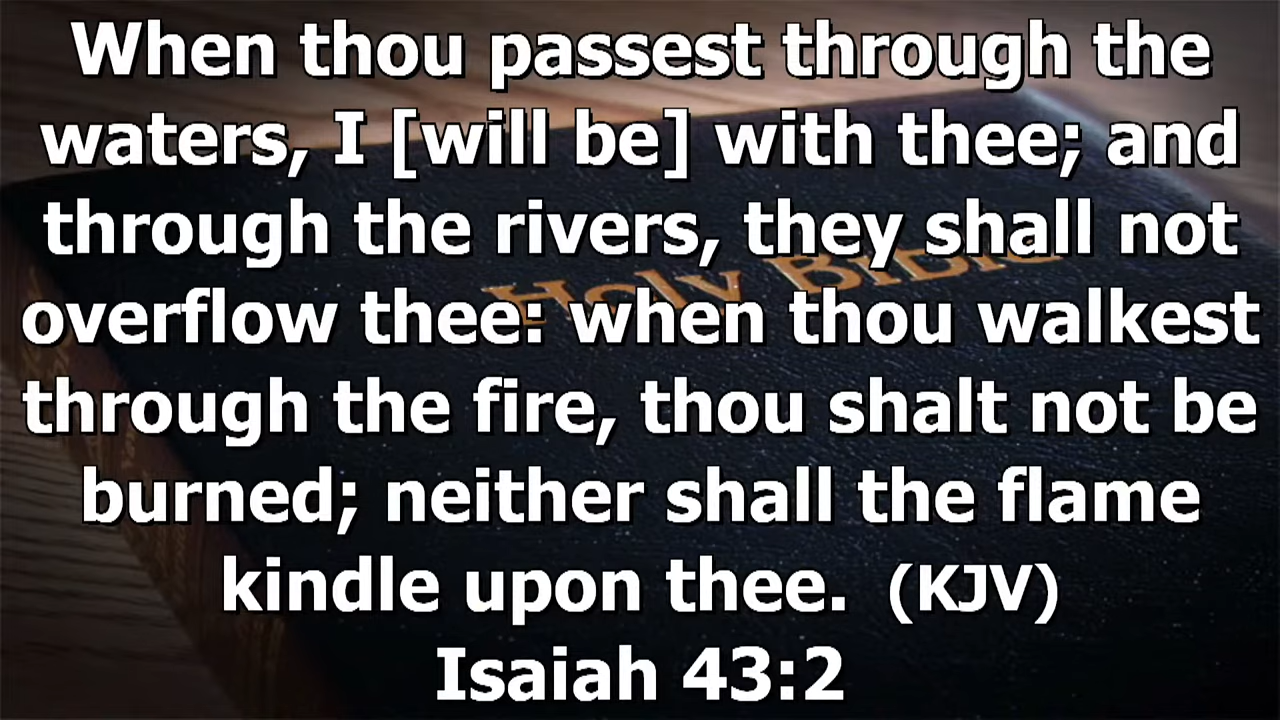 When thou passest through the
waters, I [will be] with thee; and
through the rivers, they shall not
overflow thee: when thou walkest
through the fire, thou shalt not be
burned; neither shall the flame
kindle upon thee.  (KJV)
Isaiah 43:2
Holy Bible